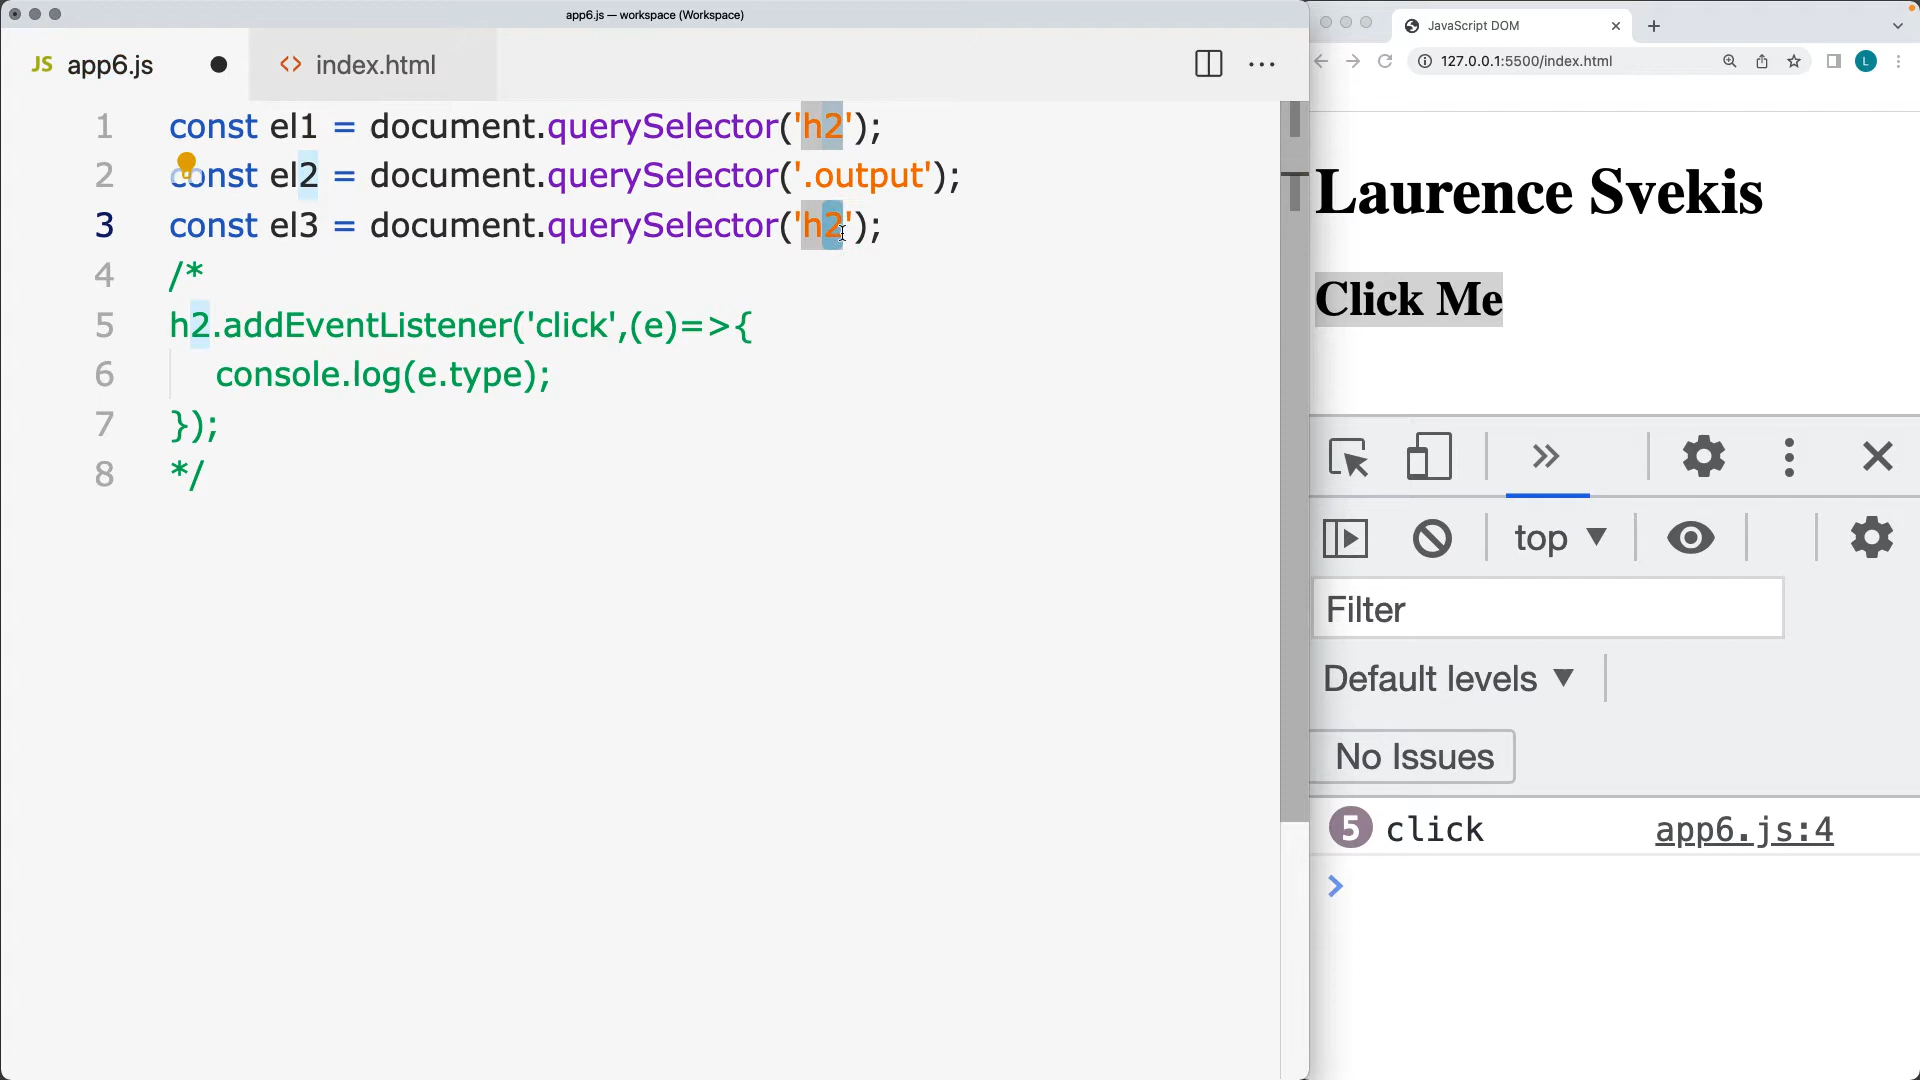 app6.js — workspace (Workspace)
JS app6.js
<> index.html
1 const el1 = document.querySelector('h2');
2 const el2 = document.querySelector('.output');
3 const el3 = document.querySelector('h2');
4 /*
5 h2.addEventListener('click',(e)=>{
6 console.log(e.type);
7 });
8 */
JavaScript DOM
127.0.0.1:5500/index.html
L
Laurence Svekis
Click Me
top
Filter
Default levels
No Issues
5 click app6.js:4